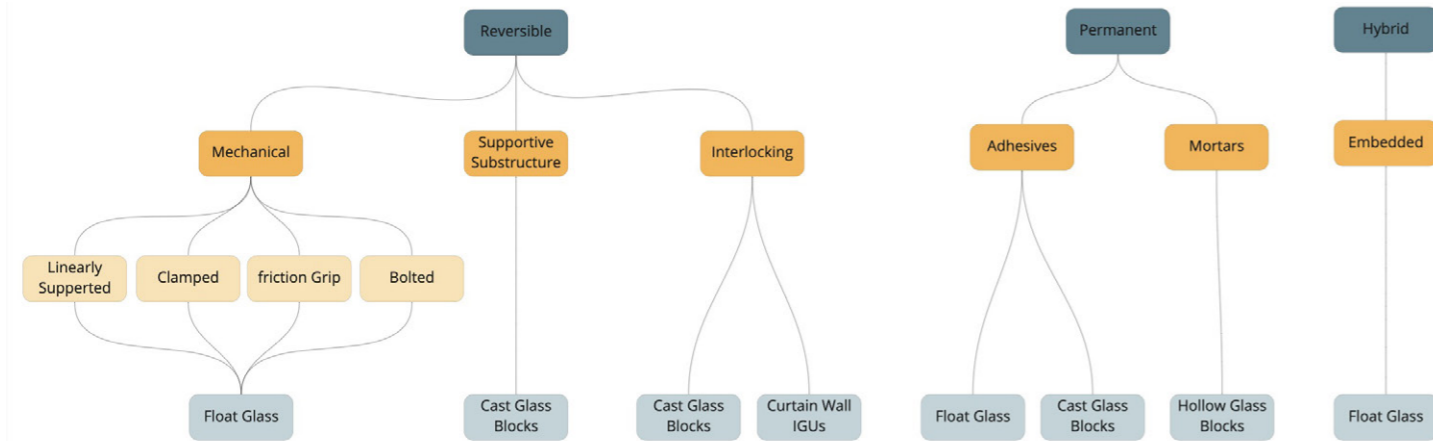 Reversible
Permanent
Hybrid
Mechanical
Supportive
Substructure
Interlocking
Adhesives
Mortars
Embedded
Linearly
Supperted
Clamped
friction Grip
Bolted
Float Glass
Cast Glass
Blocks
Cast Glass
Blocks
Curtain Wall
IGUs
Float Glass
Cast Glass
Blocks
Hollow Glass
Blocks
Float Glass